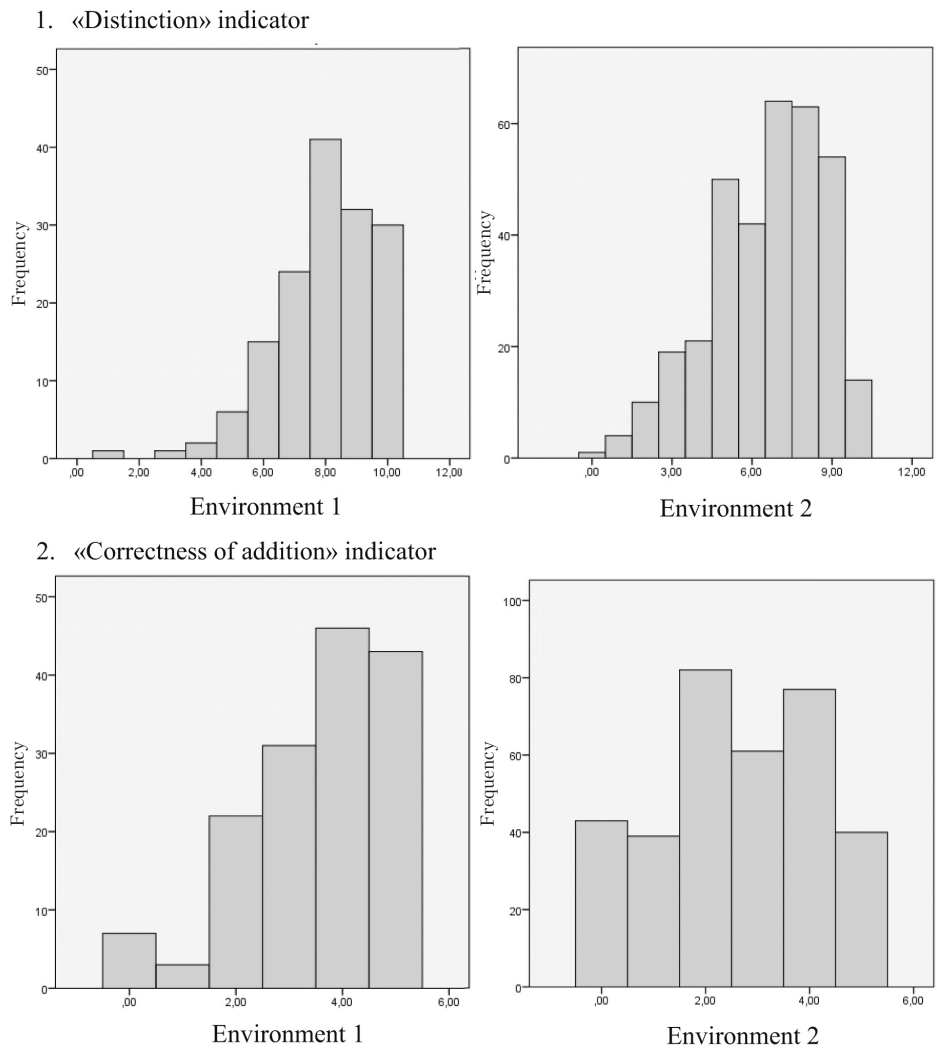 1. «Distinction» indicator
Frequency
50
40
30
20
10
0
,00 2,00 4,00 6,00 8,00 10,00 12,00
Environment 1
Frequency
60
40
20
0
,00 3,00 6,00 9,00 12,00
Environment 2
2. «Correctness of addition» indicator
Frequency
50
40
30
20
10
0
,00 2,00 4,00 6,00
Environment 1
Frequency
100
80
60
40
20
0
,00 2,00 4,00 6,00
Environment 2